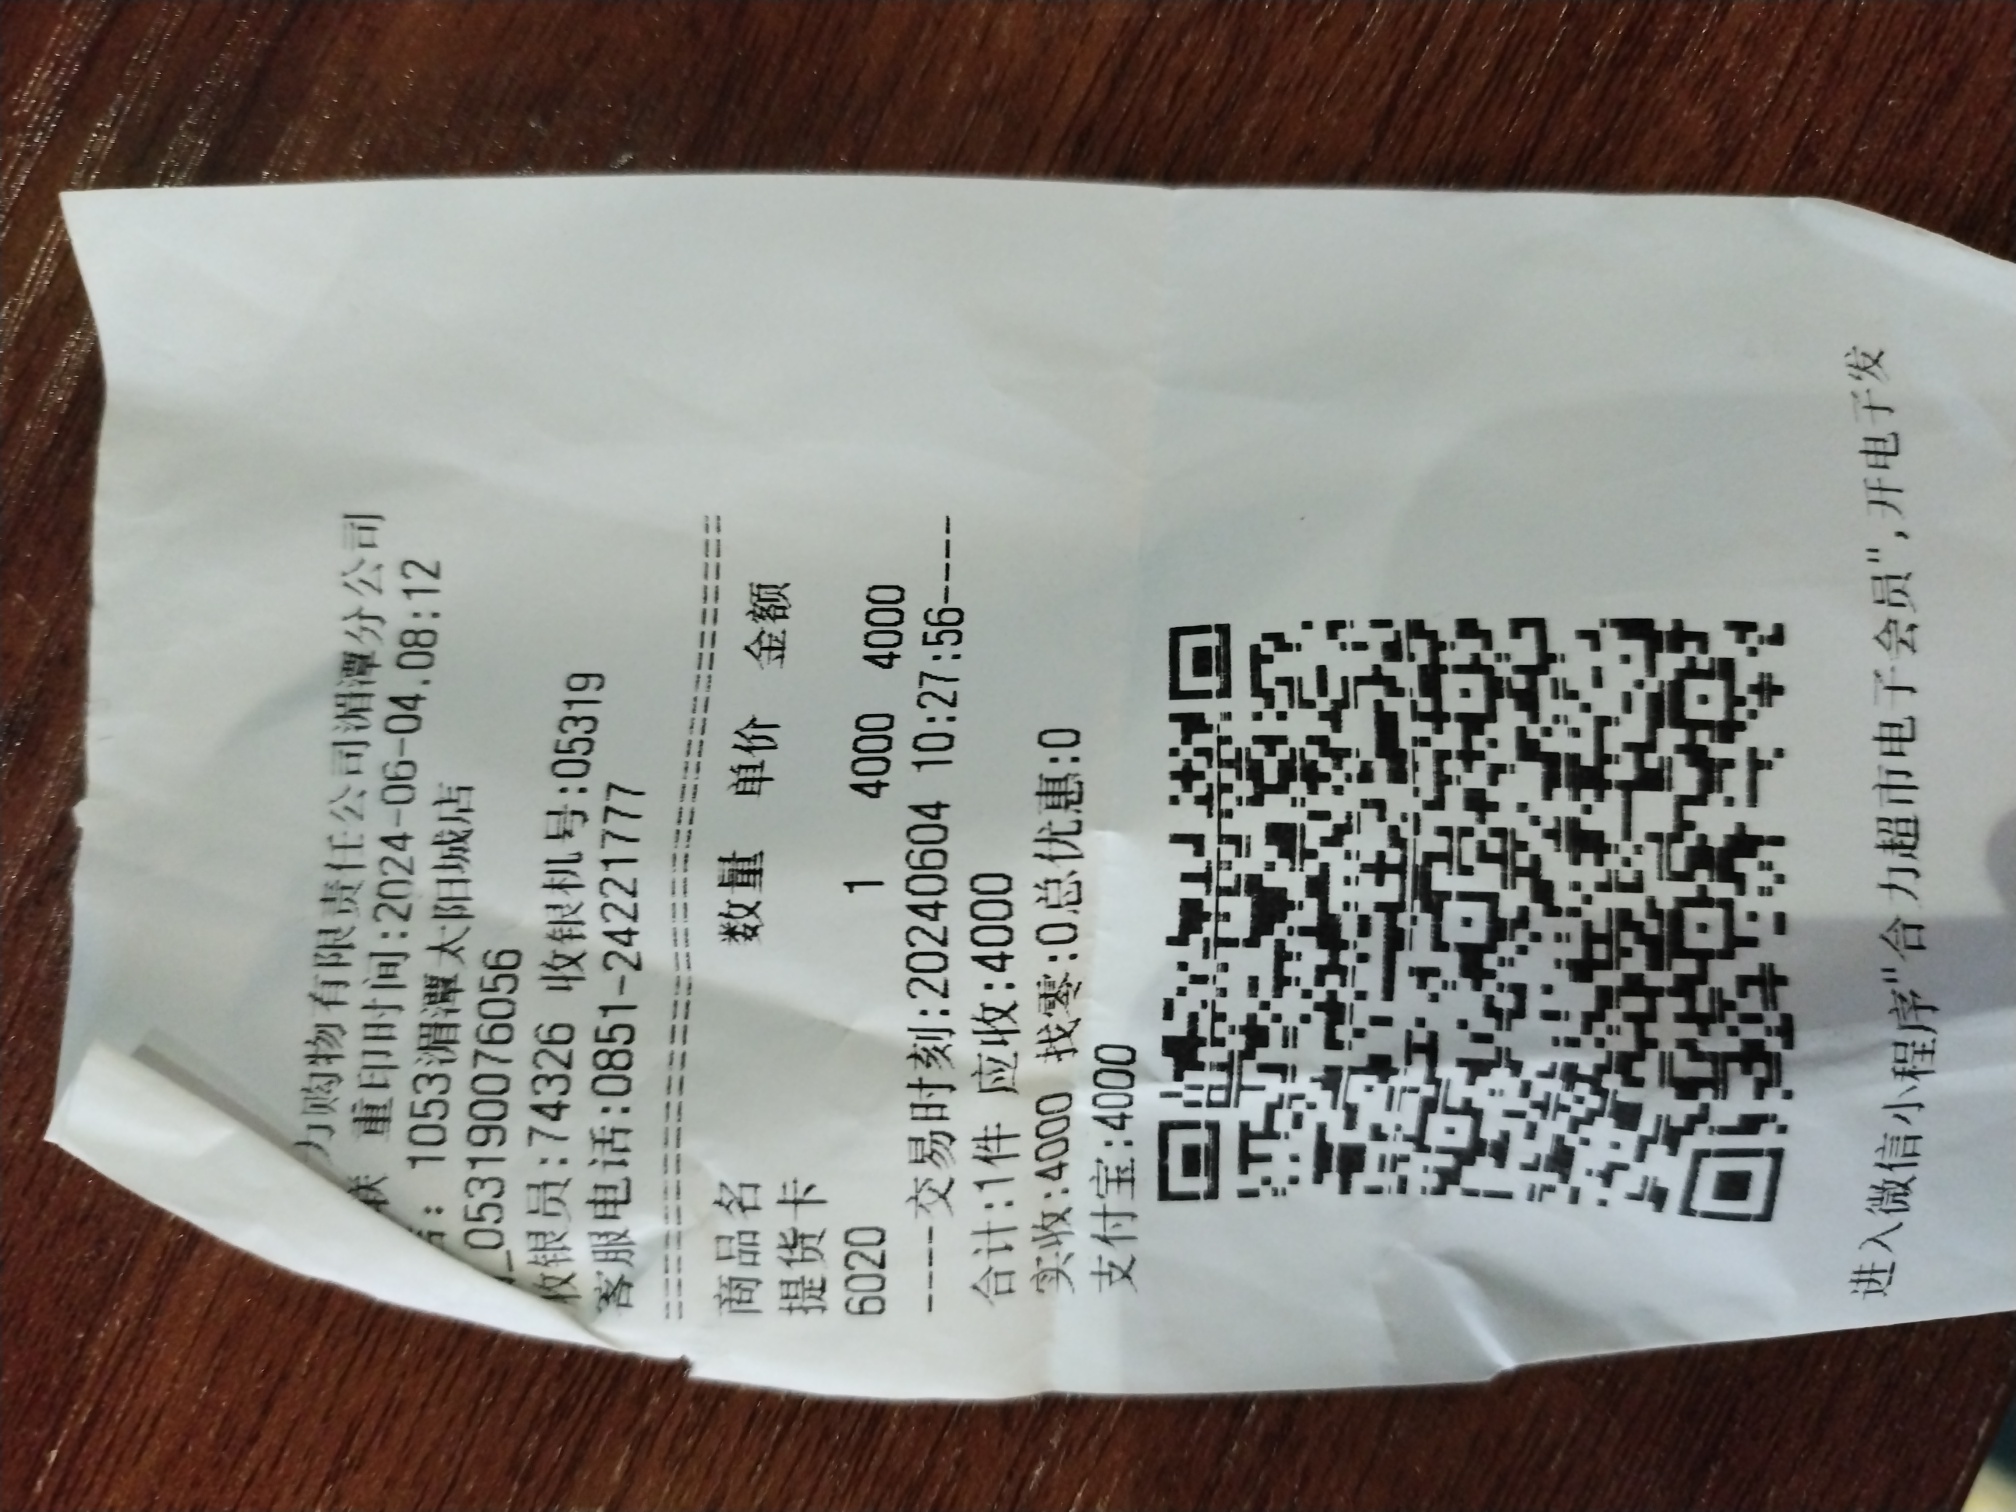 力购物有限责任公司湄潭分公司
联 重印时间:2024-06-04.08:12
: 1053湄潭太阳城店
_053190076056
收银员:74326 收银机号:05319
客服电话:0851-24221777
==========================================
商品名 数量 单价 金额
提货卡
6020 1 4000 4000
----交易时刻:20240604 10:27:56----
合计:1件 应收:4000
实收:4000 找零:0总优惠:0
支付宝:4000
进入微信小程序"合力超市电子会员",开电子发